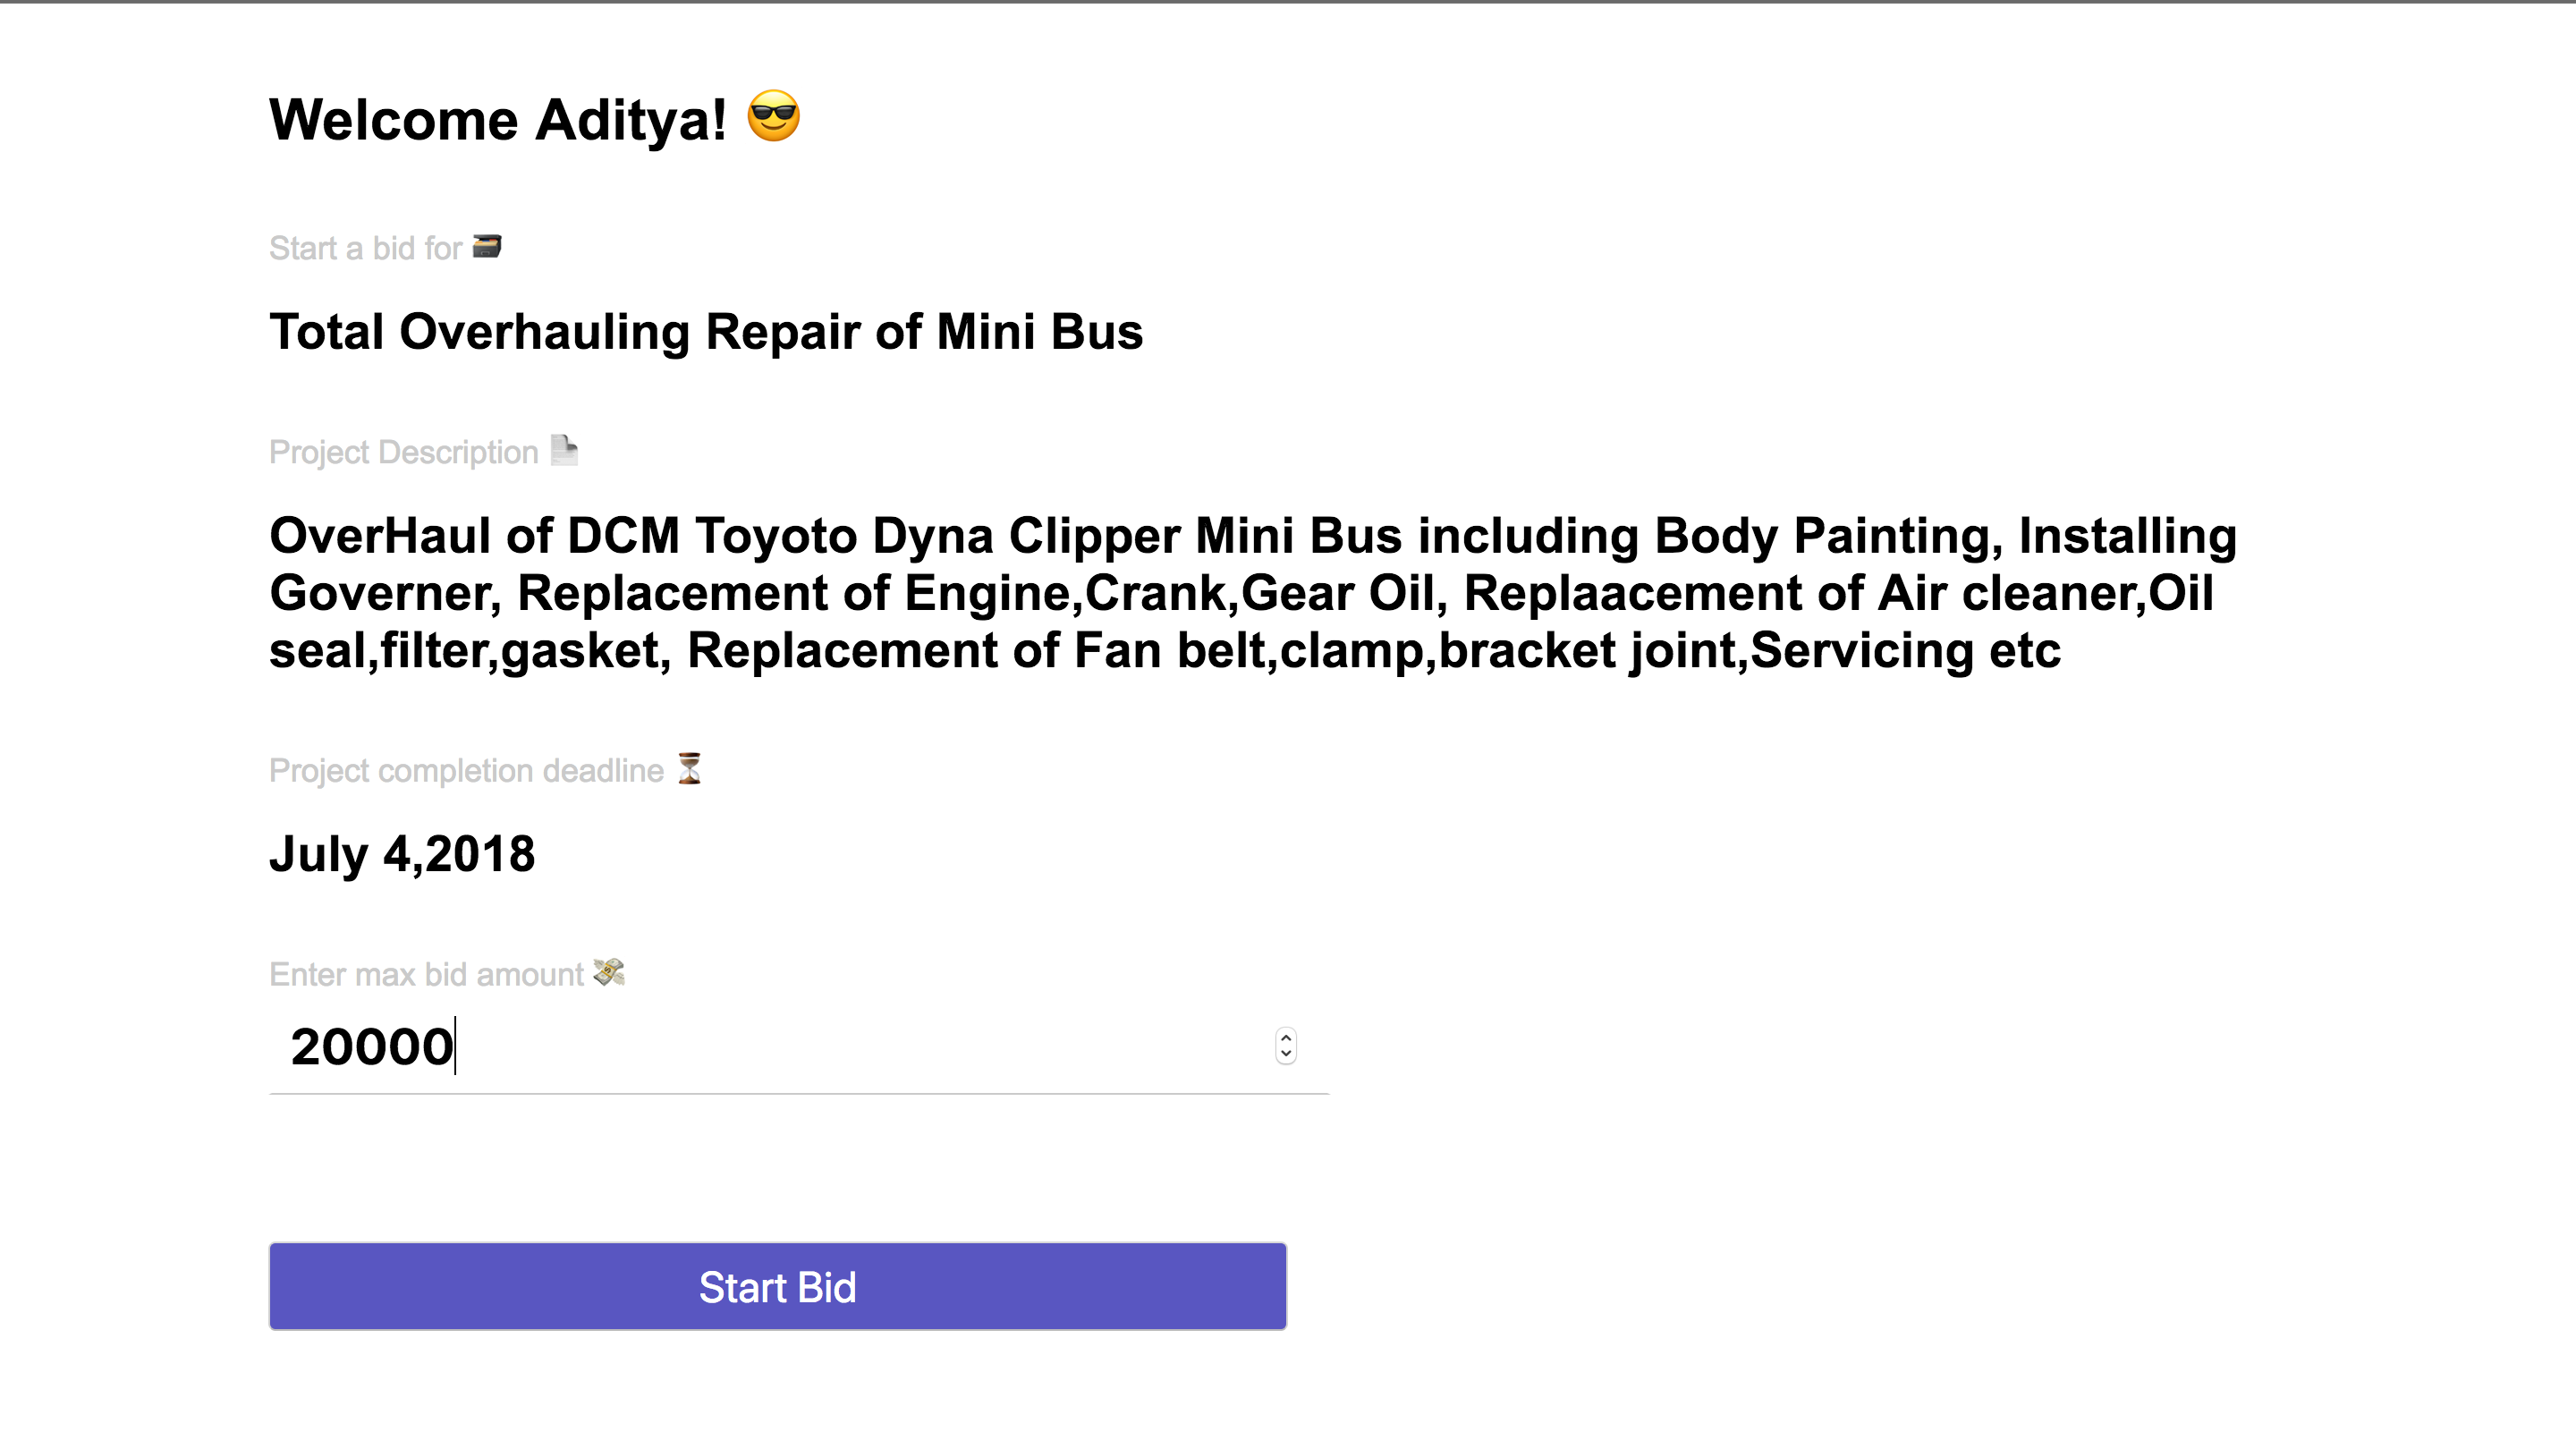 Welcome Aditya! 😎
Start a bid for 🗃
Total Overhauling Repair of Mini Bus
Project Description 📄
OverHaul of DCM Toyoto Dyna Clipper Mini Bus including Body Painting, Installing
Governer, Replacement of Engine,Crank,Gear Oil, Replaacement of Air cleaner,Oil
seal,filter,gasket, Replacement of Fan belt,clamp,bracket joint,Servicing etc
Project completion deadline ⏳
July 4,2018
Enter max bid amount 💸
20000
Start Bid